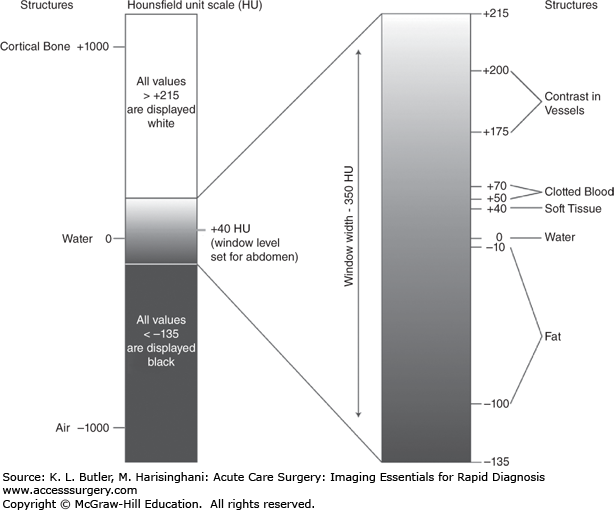 Structures
Hounsfield unit scale (HU)
Cortical Bone +1000
All values
> +215
are displayed
white
+40 HU
(window level
set for abdomen)
Water 0
All values
< −135
are displayed
black
Air −1000
Window width - 350 HU
Structures
+215
+200
Contrast in
Vessels
+175
+70
Clotted Blood
+50
+40 Soft Tissue
0 Water
−10
Fat
−100
−135
Source: K. L. Butler, M. Harisinghani: Acute Care Surgery: Imaging Essentials for Rapid Diagnosis
www.accesssurgery.com
Copyright © McGraw-Hill Education. All rights reserved.